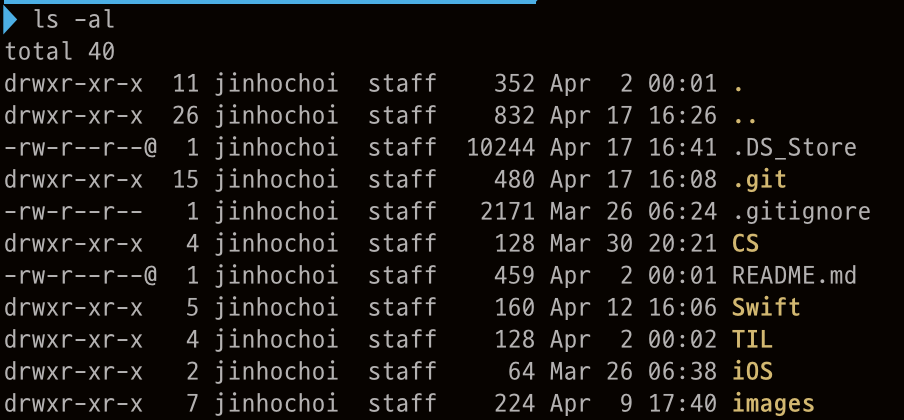 ls -al
total 40
drwxr-xr-x  11 jinhochoi  staff    352 Apr  2 00:01 .
drwxr-xr-x  26 jinhochoi  staff    832 Apr 17 16:26 ..
-rw-r--r--@  1 jinhochoi  staff  10244 Apr 17 16:41 .DS_Store
drwxr-xr-x  15 jinhochoi  staff    480 Apr 17 16:08 .git
-rw-r--r--   1 jinhochoi  staff   2171 Mar 26 06:24 .gitignore
drwxr-xr-x   4 jinhochoi  staff    128 Mar 30 20:21 CS
-rw-r--r--@  1 jinhochoi  staff    459 Apr  2 00:01 README.md
drwxr-xr-x   5 jinhochoi  staff    160 Apr 12 16:06 Swift
drwxr-xr-x   4 jinhochoi  staff    128 Apr  2 00:02 TIL
drwxr-xr-x   2 jinhochoi  staff     64 Mar 26 06:38 iOS
drwxr-xr-x   7 jinhochoi  staff    224 Apr  9 17:40 images